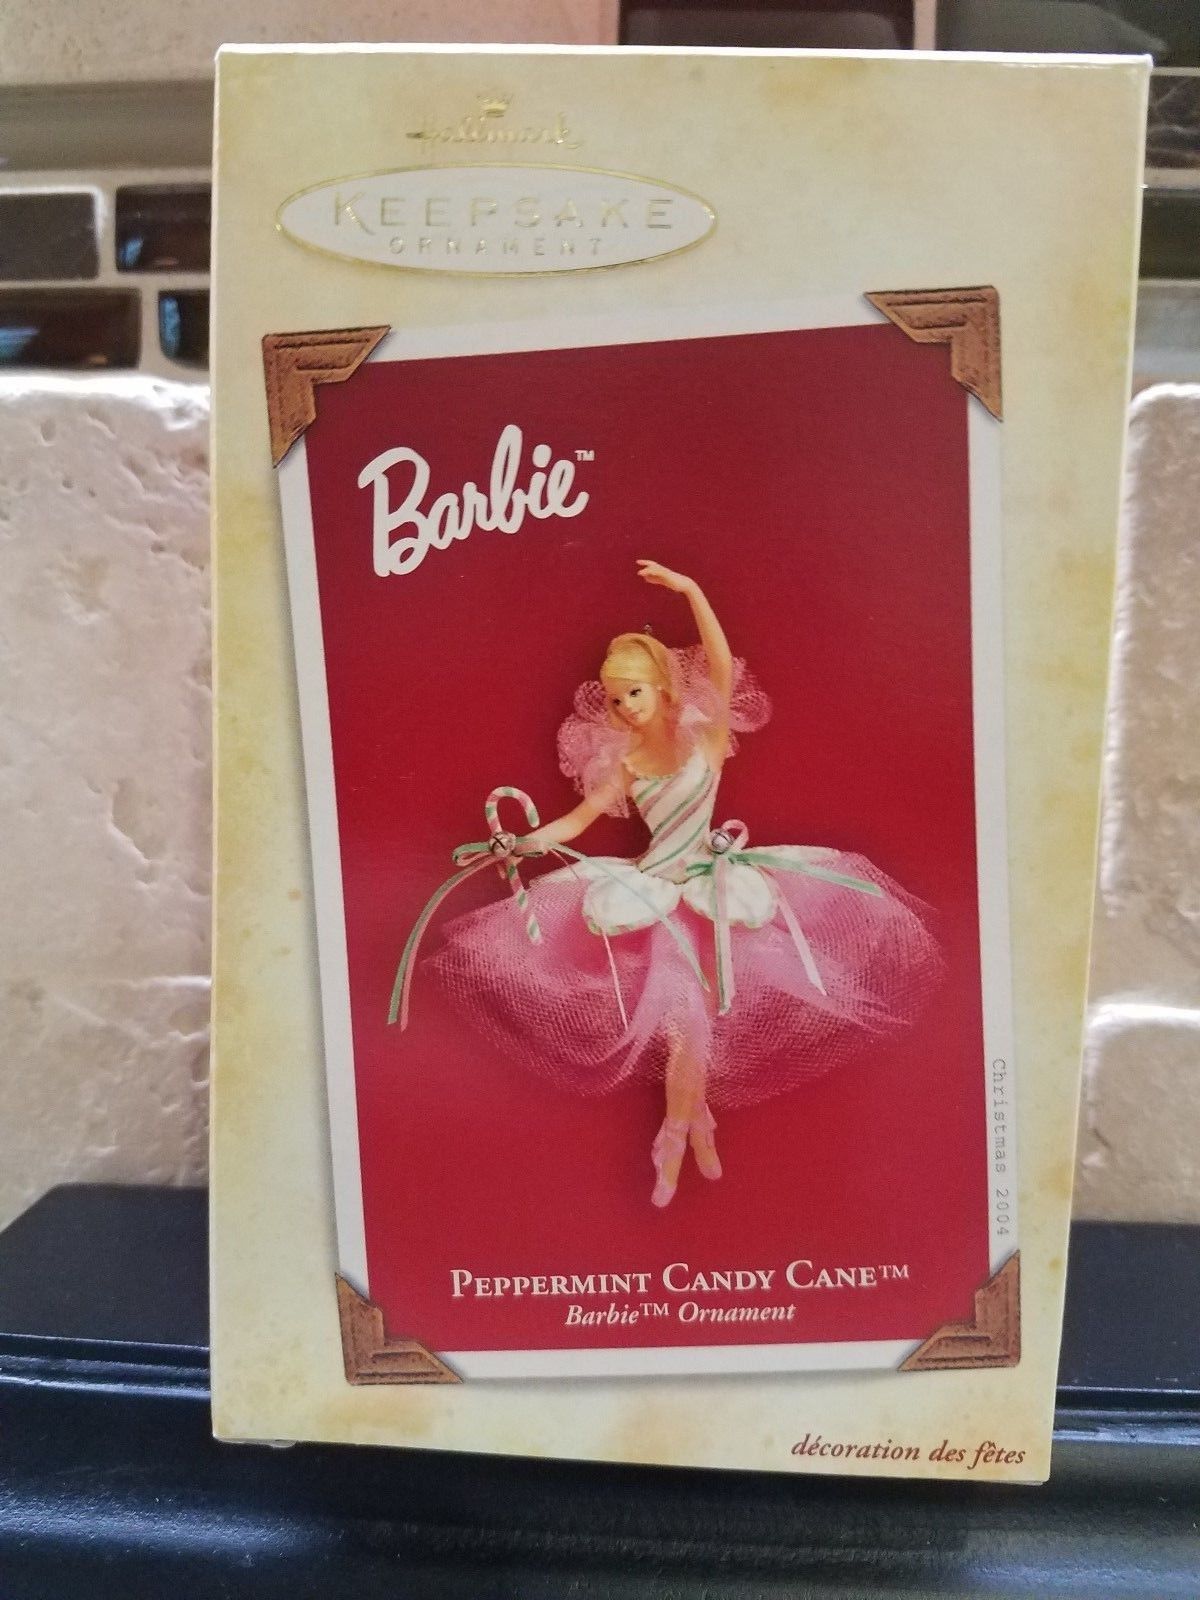 Hallmark
KEEPSAKE
ORNAMENT
Barbie™
Christmas 2004
PEPPERMINT CANDY CANE™
Barbie™ Ornament
décoration des fêtes